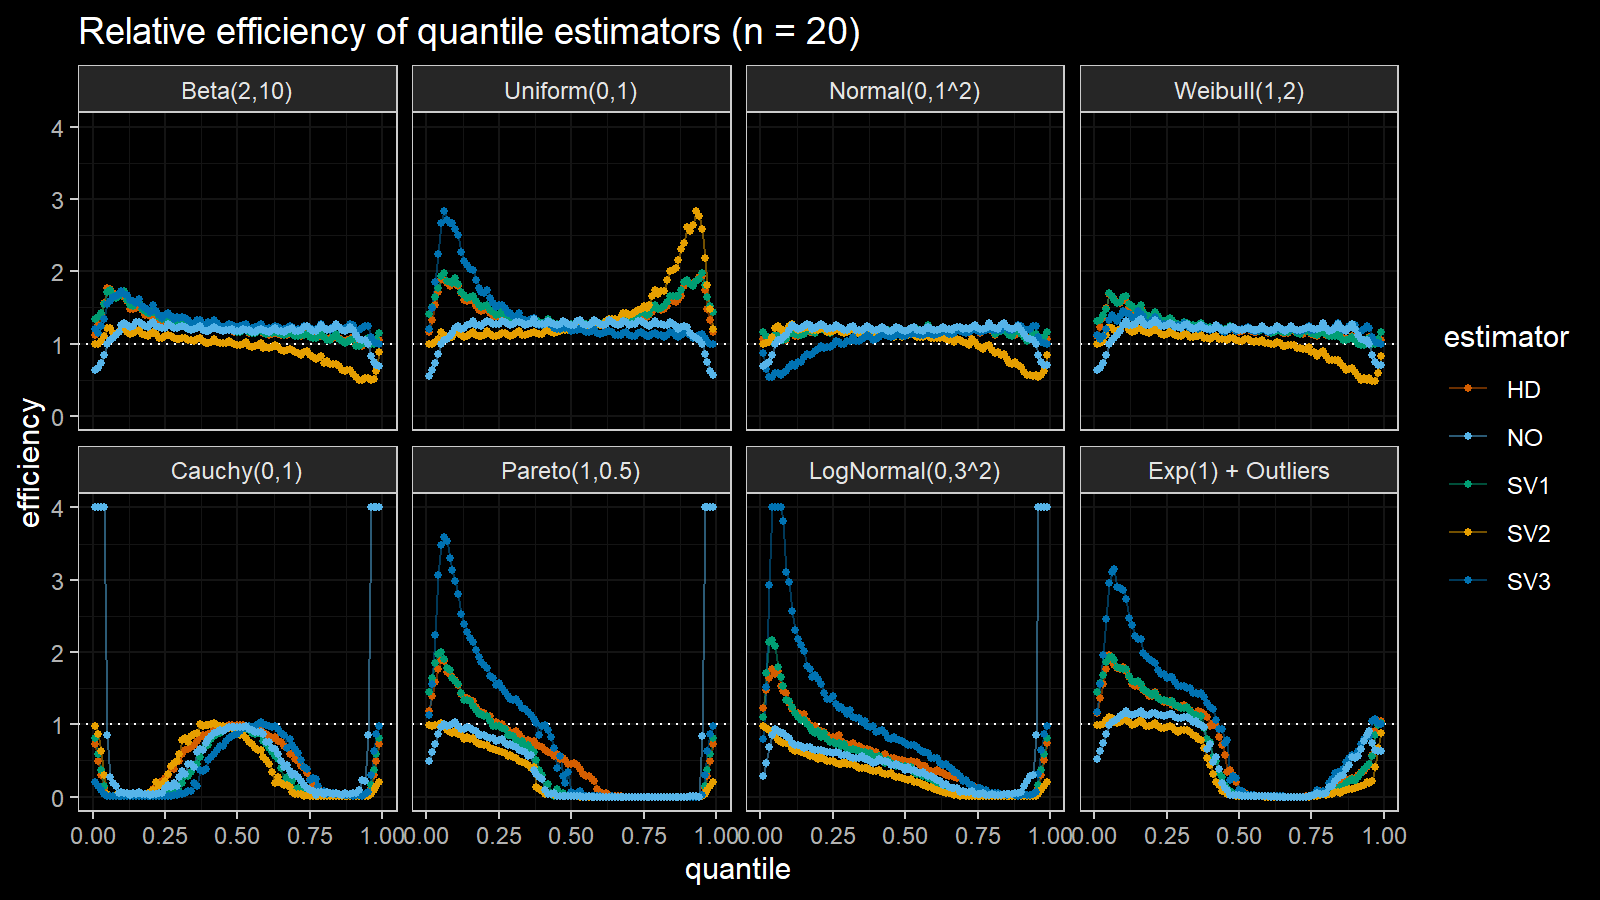 Relative efficiency of quantile estimators (n = 20)
Beta(2,10)
Uniform(0,1)
Normal(0,1^2)
Weibull(1,2)
4
3
2
1
0
Cauchy(0,1)
Pareto(1,0.5)
LogNormal(0,3^2)
Exp(1) + Outliers
4
3
2
1
0
efficiency
0.00 0.25 0.50 0.75 1.00
0.00 0.25 0.50 0.75 1.00
0.00 0.25 0.50 0.75 1.00
0.00 0.25 0.50 0.75 1.00
quantile
estimator
HD
NO
SV1
SV2
SV3